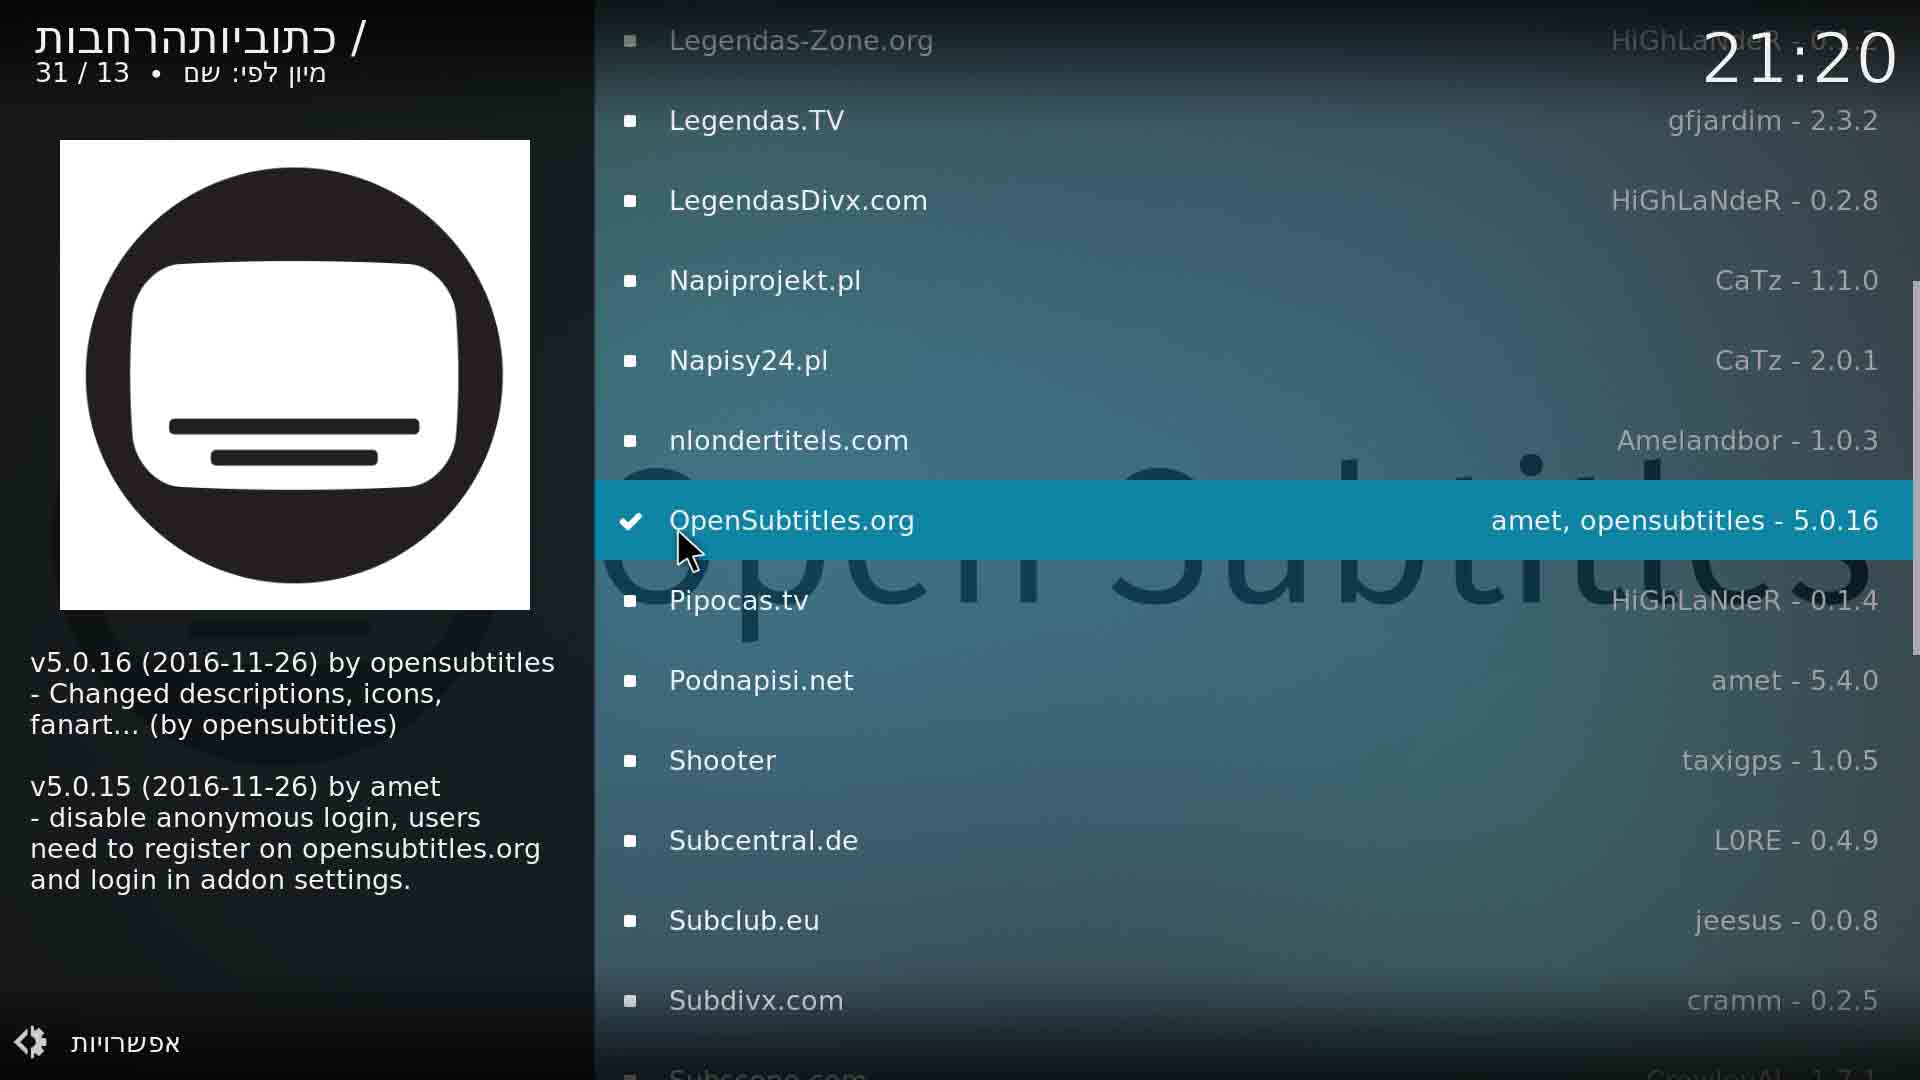 / כתוביותהרחבות
מיון לפי: שם • 13 / 31
21:20
Legendas-Zone.org HiGhLaNdeR - 0.1.2
Legendas.TV gfjardim - 2.3.2
LegendasDivx.com HiGhLaNdeR - 0.2.8
Napiprojekt.pl CaTz - 1.1.0
Napisy24.pl CaTz - 2.0.1
nlondertitels.com Amelandbor - 1.0.3
OpenSubtitles.org amet, opensubtitles - 5.0.16
Open Subtitles
Pipocas.tv HiGhLaNdeR - 0.1.4
Podnapisi.net amet - 5.4.0
Shooter taxigps - 1.0.5
Subcentral.de L0RE - 0.4.9
Subclub.eu jeesus - 0.0.8
Subdivx.com cramm - 0.2.5
v5.0.16 (2016-11-26) by opensubtitles
- Changed descriptions, icons,
fanart... (by opensubtitles)
v5.0.15 (2016-11-26) by amet
- disable anonymous login, users
need to register on opensubtitles.org
and login in addon settings.
אפשרויות